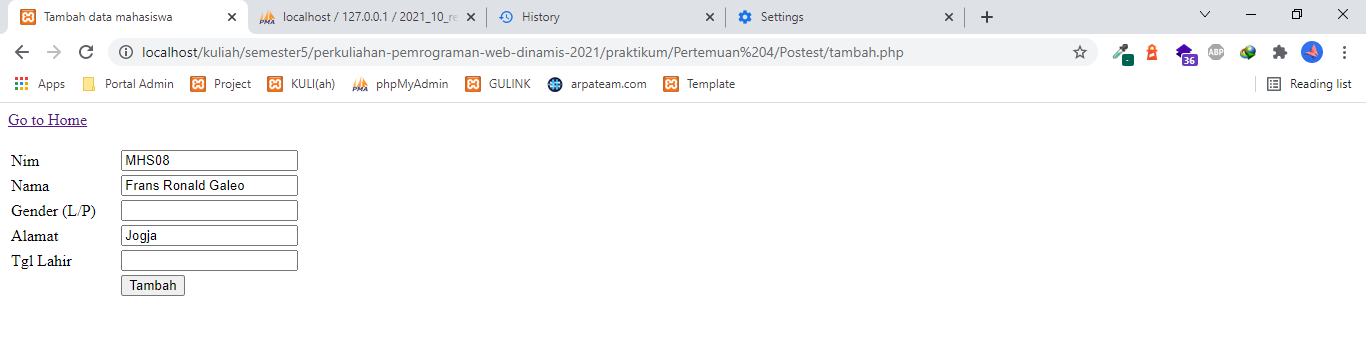 Tambah data mahasiswa
localhost / 127.0.0.1 / 2021_10_re
History
Settings
localhost/kuliah/semester5/perkuliahan-pemrograman-web-dinamis-2021/praktikum/Pertemuan%204/Postest/tambah.php
36
ABP
Apps
Portal Admin
Project
KULI(ah)
PMA
phpMyAdmin
GULINK
arpateam.com
Template
Reading list
Go to Home
Nim MHS08
Nama Frans Ronald Galeo
Gender (L/P)
Alamat Jogja
Tgl Lahir
Tambah